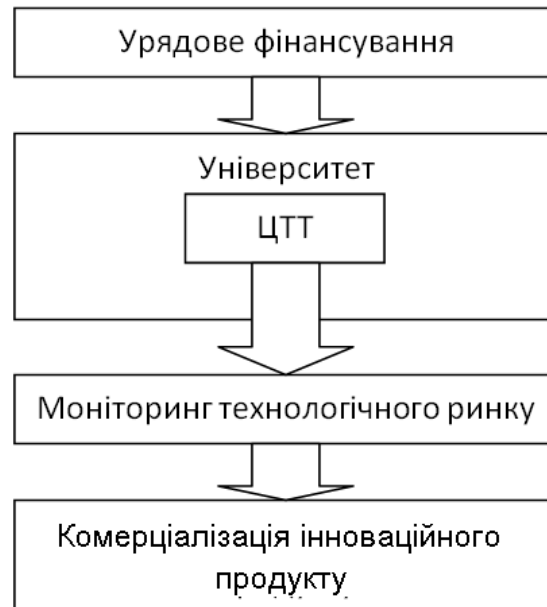 Урядове фінансування
Університет
ЦТТ
Моніторинг технологічного ринку
Комерціалізація інноваційного
продукту